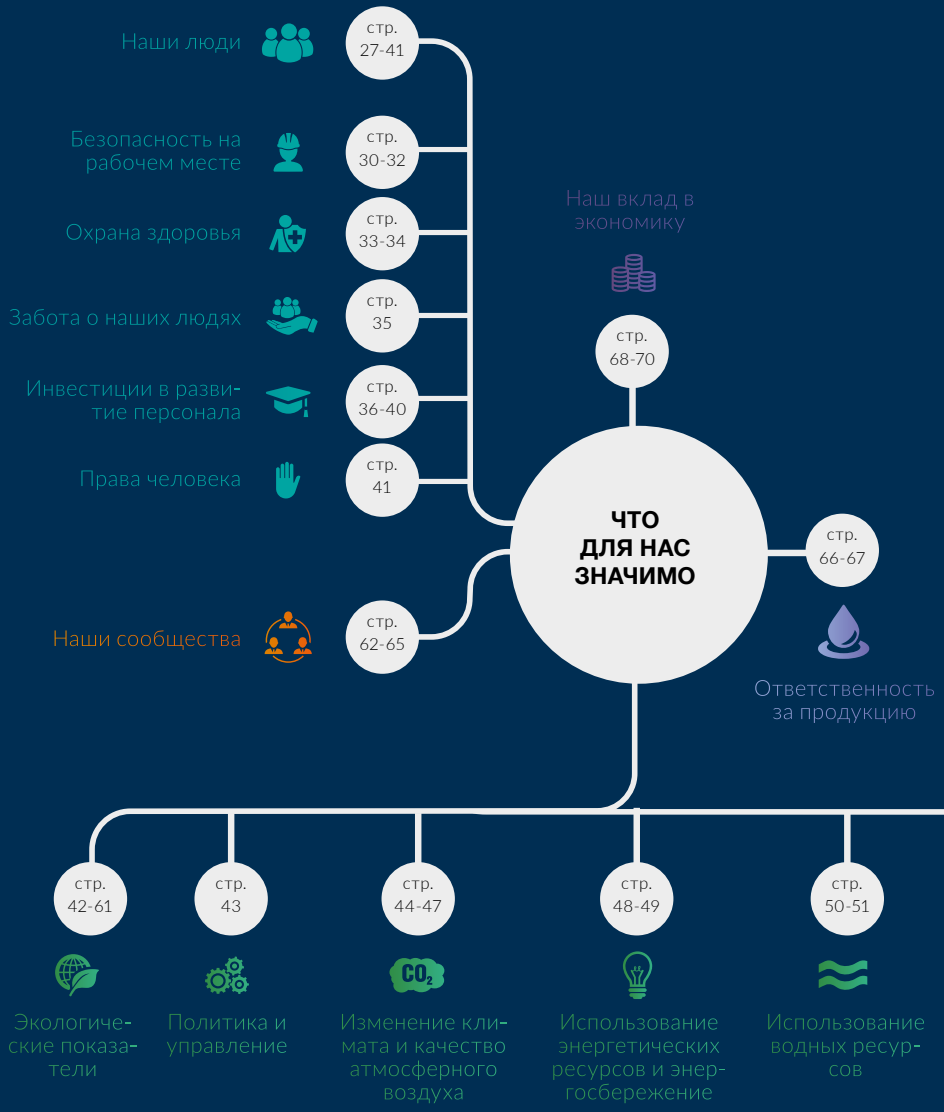 Наши люди
стр.
27-41
Безопасность на
рабочем месте
стр.
30-32
Охрана здоровья
стр.
33-34
Забота о наших людях
стр.
35
Инвестиции в разви-
тие персонала
стр.
36-40
Права человека
стр.
41
Наши сообщества
стр.
62-65
Наш вклад в
экономику
стр.
68-70
ЧТО
ДЛЯ НАС
ЗНАЧИМО
стр.
66-67
Ответственность
за продукцию
стр.
42-61
Экологиче-
ские показа-
тели
стр.
43
Политика и
управление
стр.
44-47
CO₂
Изменение кли-
мата и качество
атмосферного
воздуха
стр.
48-49
Использование
энергетических
ресурсов и энер-
госбережение
стр.
50-51
Использование
водных ресур-
сов